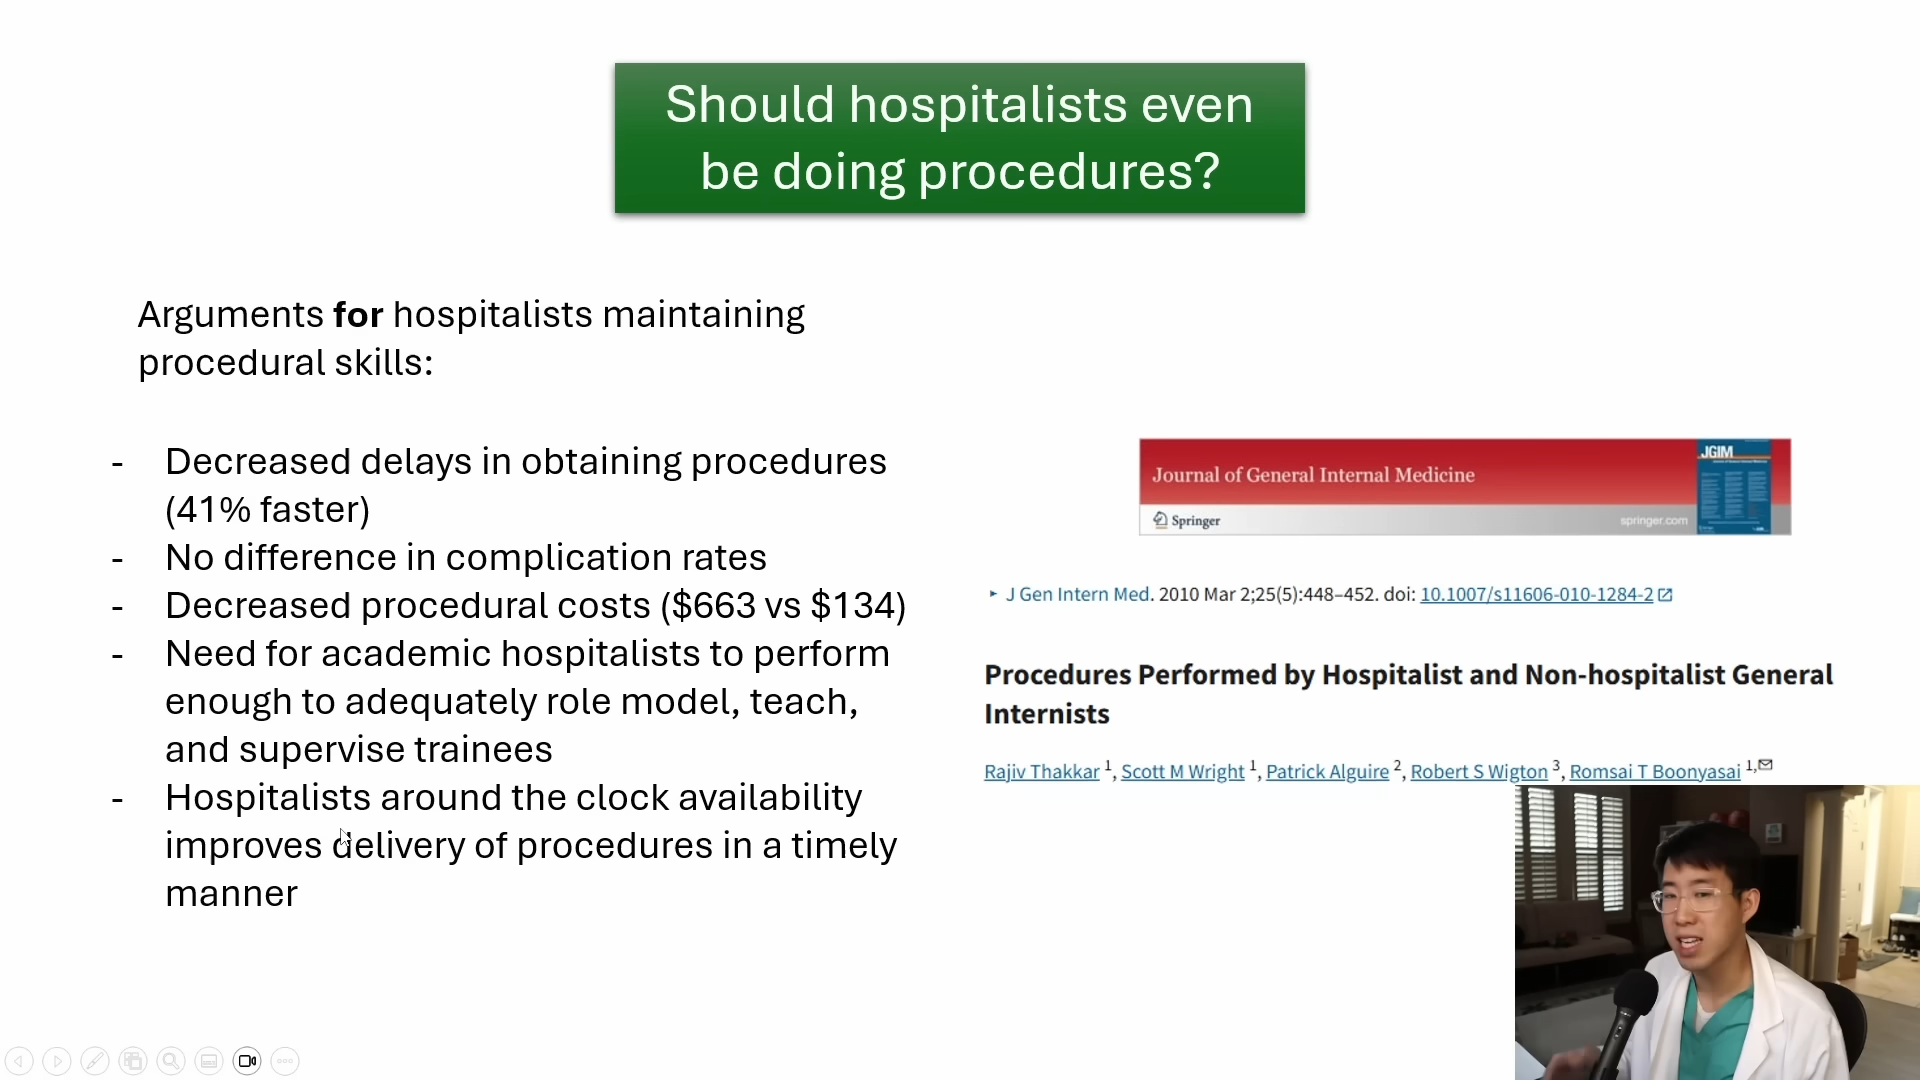 Should hospitalists even
be doing procedures?
Arguments for hospitalists maintaining
procedural skills:
- Decreased delays in obtaining procedures
(41% faster)
- No difference in complication rates
- Decreased procedural costs ($663 vs $134)
- Need for academic hospitalists to perform
enough to adequately role model, teach,
and supervise trainees
- Hospitalists around the clock availability
improves delivery of procedures in a timely
manner
Journal of General Internal Medicine
JGIM
Springer
springer.com
J Gen Intern Med. 2010 Mar 2;25(5):448–452. doi: 10.1007/s11606-010-1284-2
Procedures Performed by Hospitalist and Non-hospitalist General
Internists
Rajiv Thakkar 1, Scott M Wright 1, Patrick Alguire 2, Robert S Wigton 3, Romsai T Boonyasai 1,